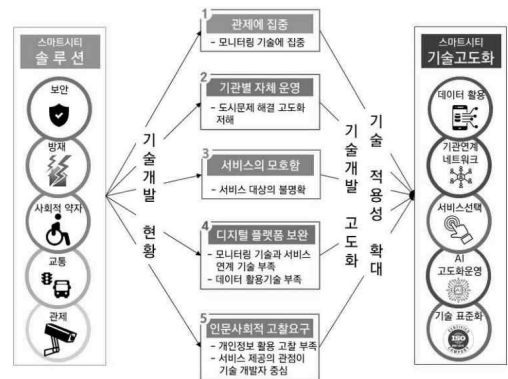 스마트시티
솔 루 션
보안
방재
사회적 약자
교통
관제
기술개발 현황
1
관제에 집중
- 모니터링 기술에 집중
2
기관별 자체 운영
- 도시문제 해결 고도화
저해
3
서비스의 모호함
- 서비스 대상의 불명확
4
디지털 플랫폼 보완
- 모니터링 기술과 서비스
연계 기술 부족
- 데이터 활용기술 부족
5
인문사회적 고찰요구
- 개인정보 활용 고찰 부족
- 서비스 제공의 관점이
기술 개발자 중심
기술개발 고도화
기술 적용성 확대
스마트시티
기술고도화
데이터 활용
기관연계
네트워크
서비스선택
AI
고도화운영
기술 표준화
CERTIFIED
ISO
COMPANY